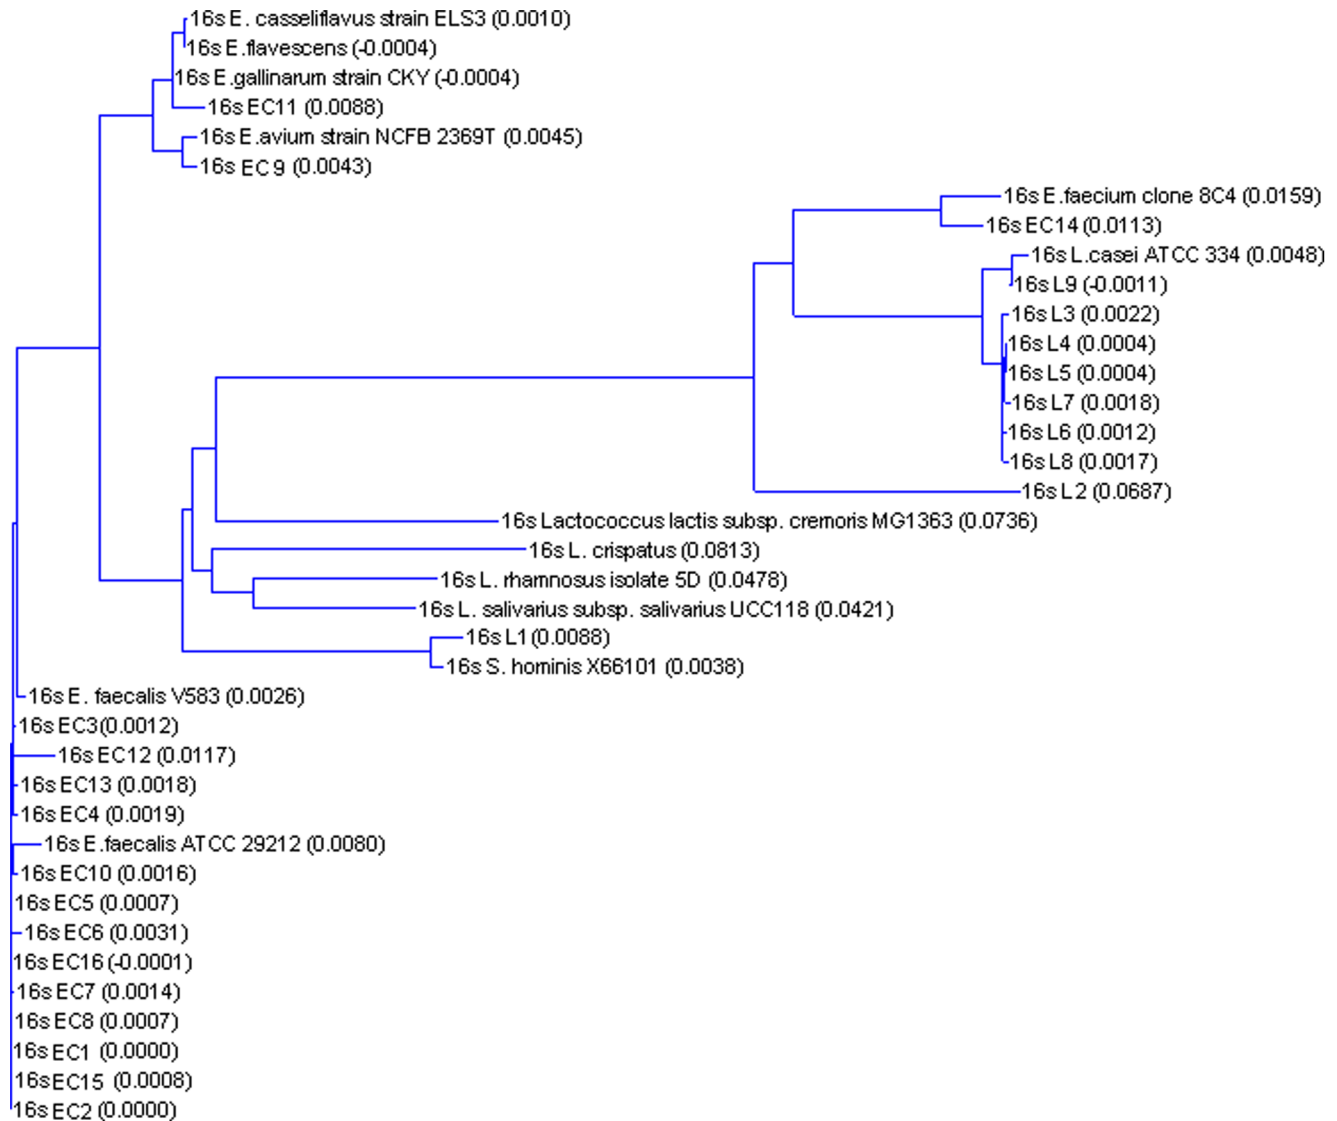 16s E. casseliflavus strain ELS3 (0.0010)
16s E.flavescens (-0.0004)
16s E.gallinarum strain CKY (-0.0004)
16s EC11 (0.0088)
16s E.avium strain NCFB 2369T (0.0045)
16s EC9 (0.0043)
16s E.faecium clone 8C4 (0.0159)
16s EC14 (0.0113)
16s L.casei ATCC 334 (0.0048)
16s L9 (-0.0011)
16s L3 (0.0022)
16s L4 (0.0004)
16s L5 (0.0004)
16s L7 (0.0018)
16s L6 (0.0012)
16s L8 (0.0017)
16s L2 (0.0687)
16s Lactococcus lactis subsp. cremoris MG1363 (0.0736)
16s L. crispatus (0.0813)
16s L. rhamnosus isolate 5D (0.0478)
16s L. salivarius subsp. salivarius UCC118 (0.0421)
16s L1 (0.0088)
16s S. hominis X66101 (0.0038)
16s E. faecalis V583 (0.0026)
16s EC3(0.0012)
16s EC12 (0.0117)
16s EC13 (0.0018)
16s EC4 (0.0019)
16s E.faecalis ATCC 29212 (0.0080)
16s EC10 (0.0016)
16s EC5 (0.0007)
16s EC6 (0.0031)
16s EC16 (-0.0001)
16s EC7 (0.0014)
16s EC8 (0.0007)
16s EC1 (0.0000)
16s EC15 (0.0008)
16s EC2 (0.0000)